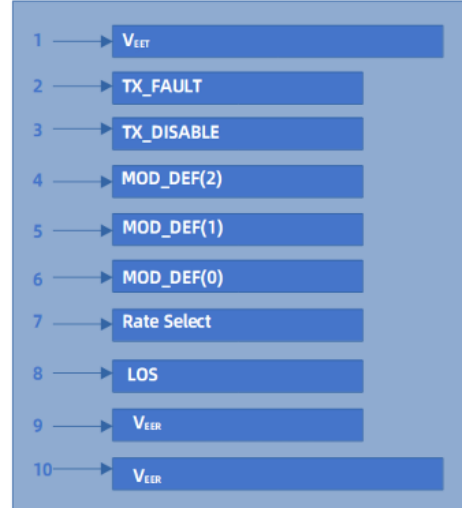 1 VEET
2 TX_FAULT
3 TX_DISABLE
4 MOD_DEF(2)
5 MOD_DEF(1)
6 MOD_DEF(0)
7 Rate Select
8 LOS
9 VEER
10 VEER